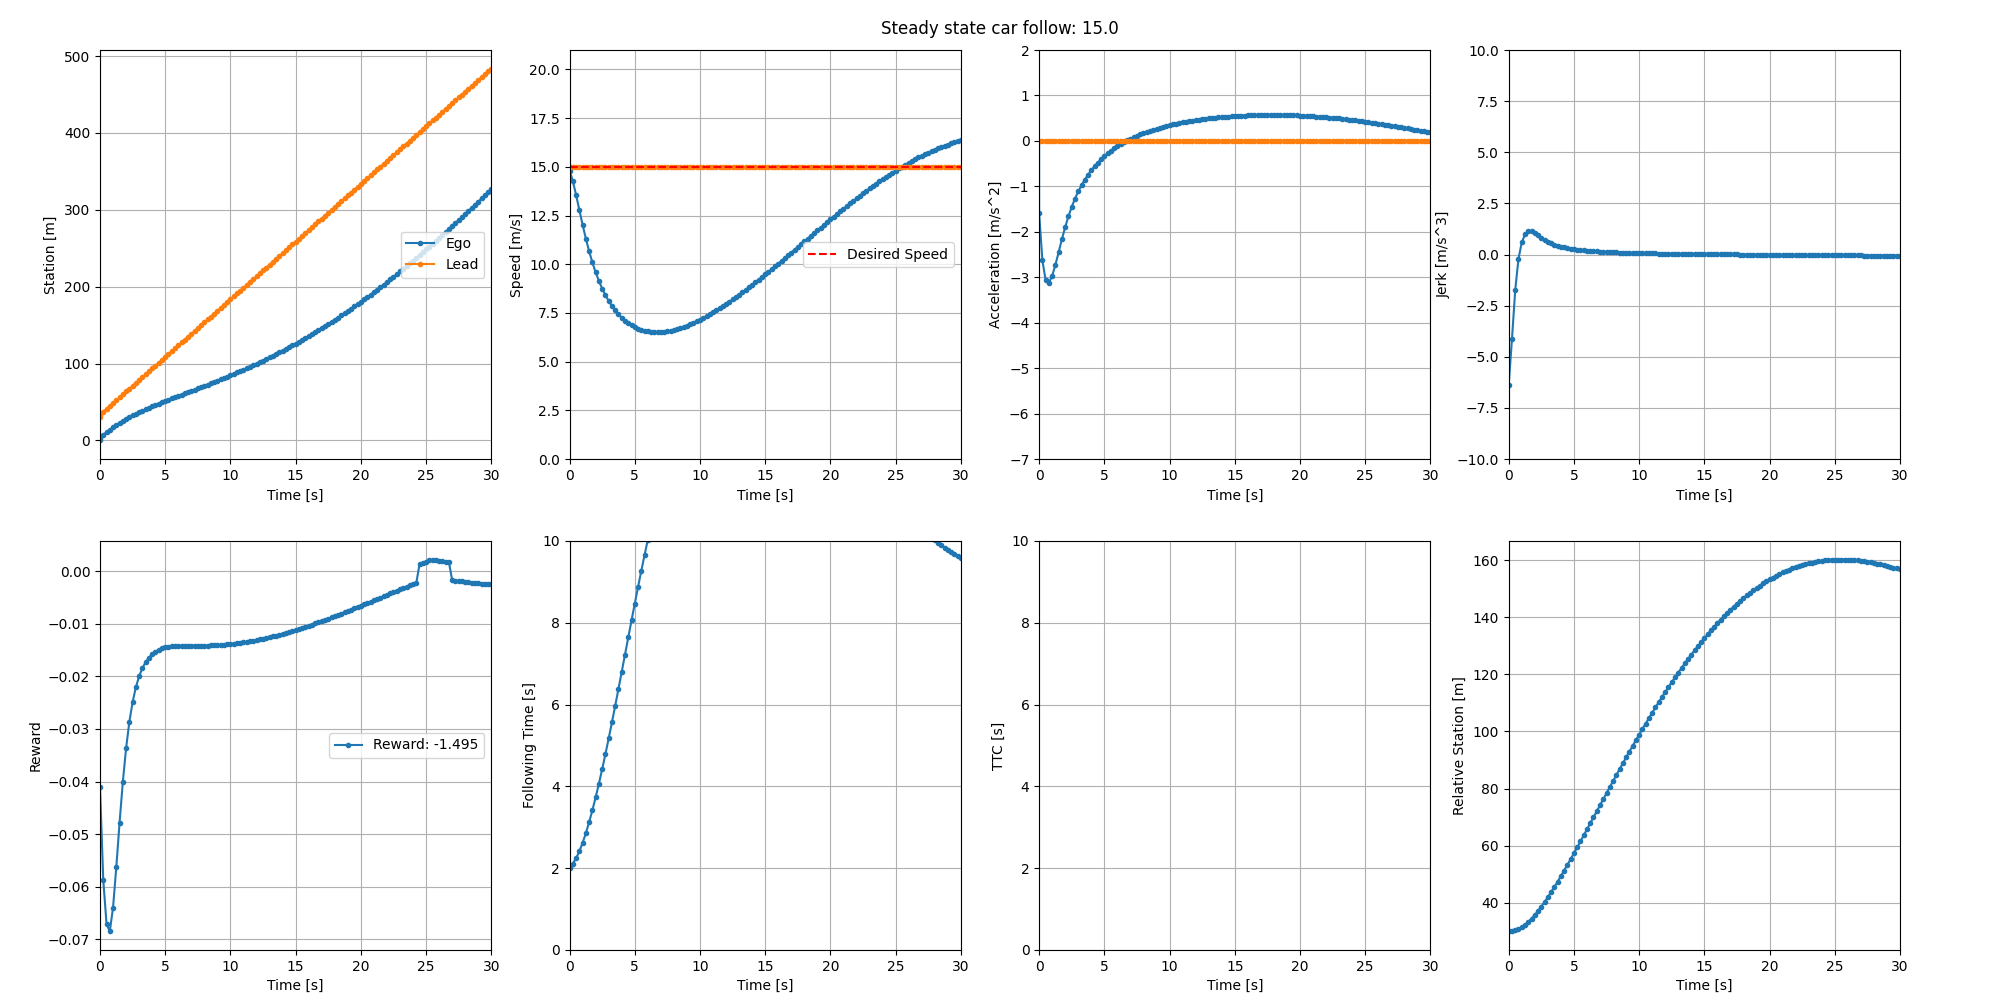 Steady state car follow: 15.0
500
400
300
200
100
0
Station [m]
Ego
Lead
0 5 10 15 20 25 30
Time [s]
20.0
17.5
15.0
12.5
10.0
7.5
5.0
2.5
0.0
Speed [m/s]
Desired Speed
0 5 10 15 20 25 30
Time [s]
2
1
0
−1
−2
−3
−4
−5
−6
−7
Acceleration [m/s^2]
0 5 10 15 20 25 30
Time [s]
10.0
7.5
5.0
2.5
0.0
−2.5
−5.0
−7.5
−10.0
Jerk [m/s^3]
0 5 10 15 20 25 30
Time [s]
0.00
−0.01
−0.02
−0.03
−0.04
−0.05
−0.06
−0.07
Reward
Reward: -1.495
0 5 10 15 20 25 30
Time [s]
10
8
6
4
2
0
Following Time [s]
0 5 10 15 20 25 30
Time [s]
10
8
6
4
2
0
TTC [s]
0 5 10 15 20 25 30
Time [s]
160
140
120
100
80
60
40
Relative Station [m]
0 5 10 15 20 25 30
Time [s]